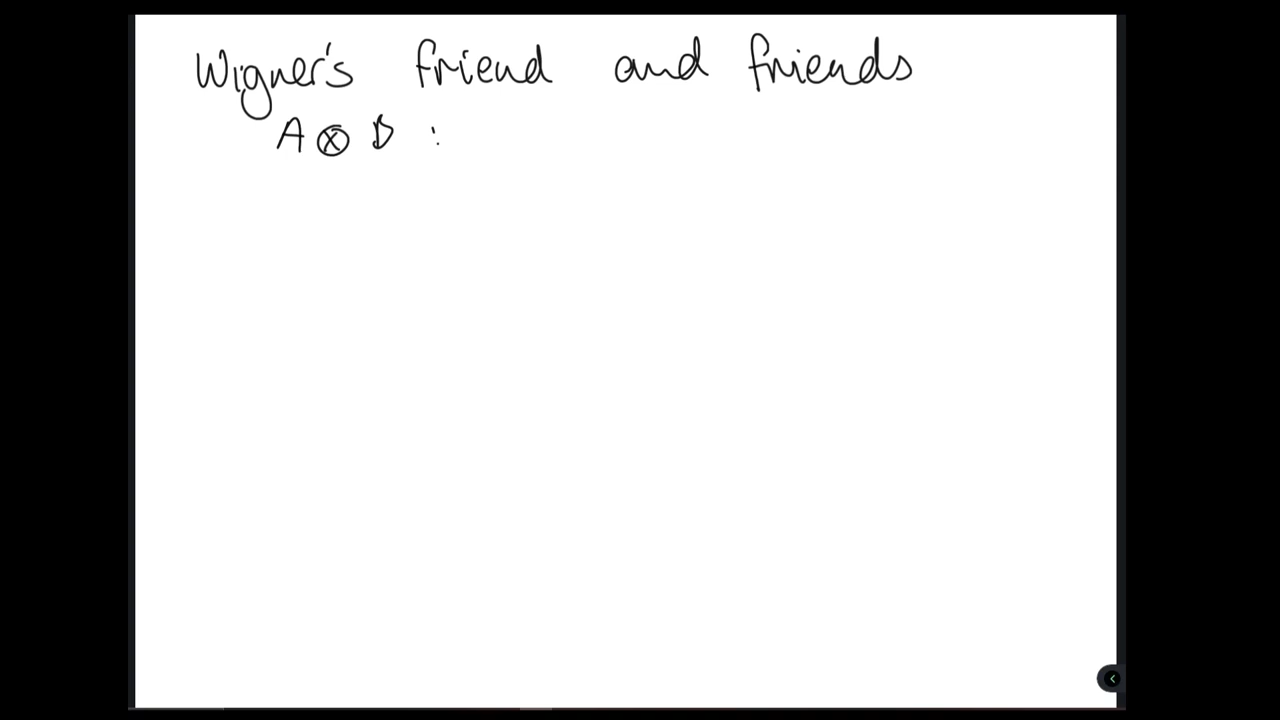 Wigner's friend and friends
A ⊗ B :